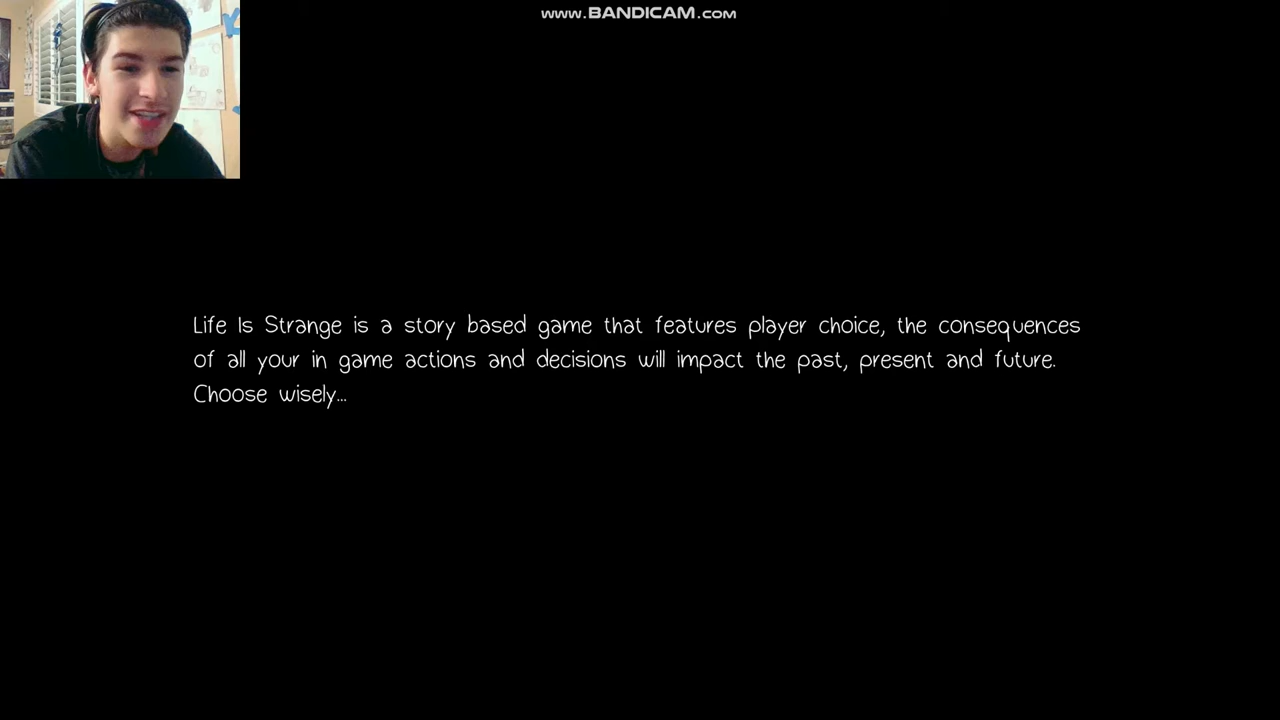 www.BANDICAM.com
Life Is Strange is a story based game that features player choice, the consequences
of all your in game actions and decisions will impact the past, present and future.
Choose wisely...